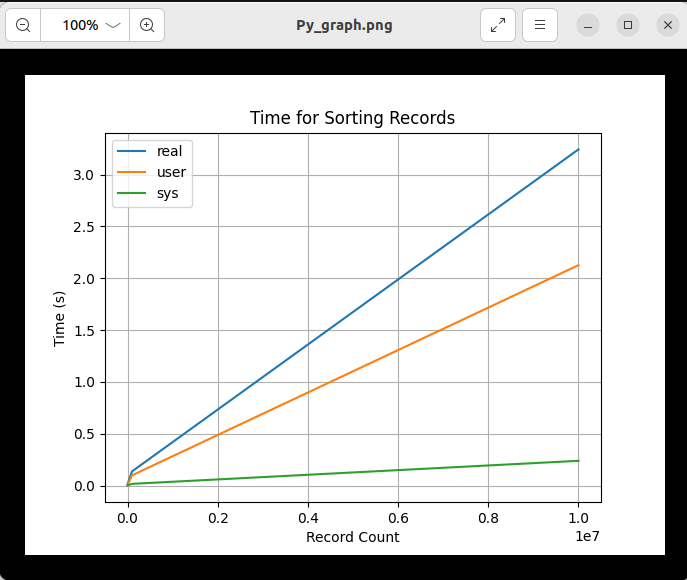 100% Py_graph.png
Time for Sorting Records
real
user
sys
3.0
2.5
2.0
1.5
1.0
0.5
0.0
Time (s)
0.0 0.2 0.4 0.6 0.8 1.0
1e7
Record Count